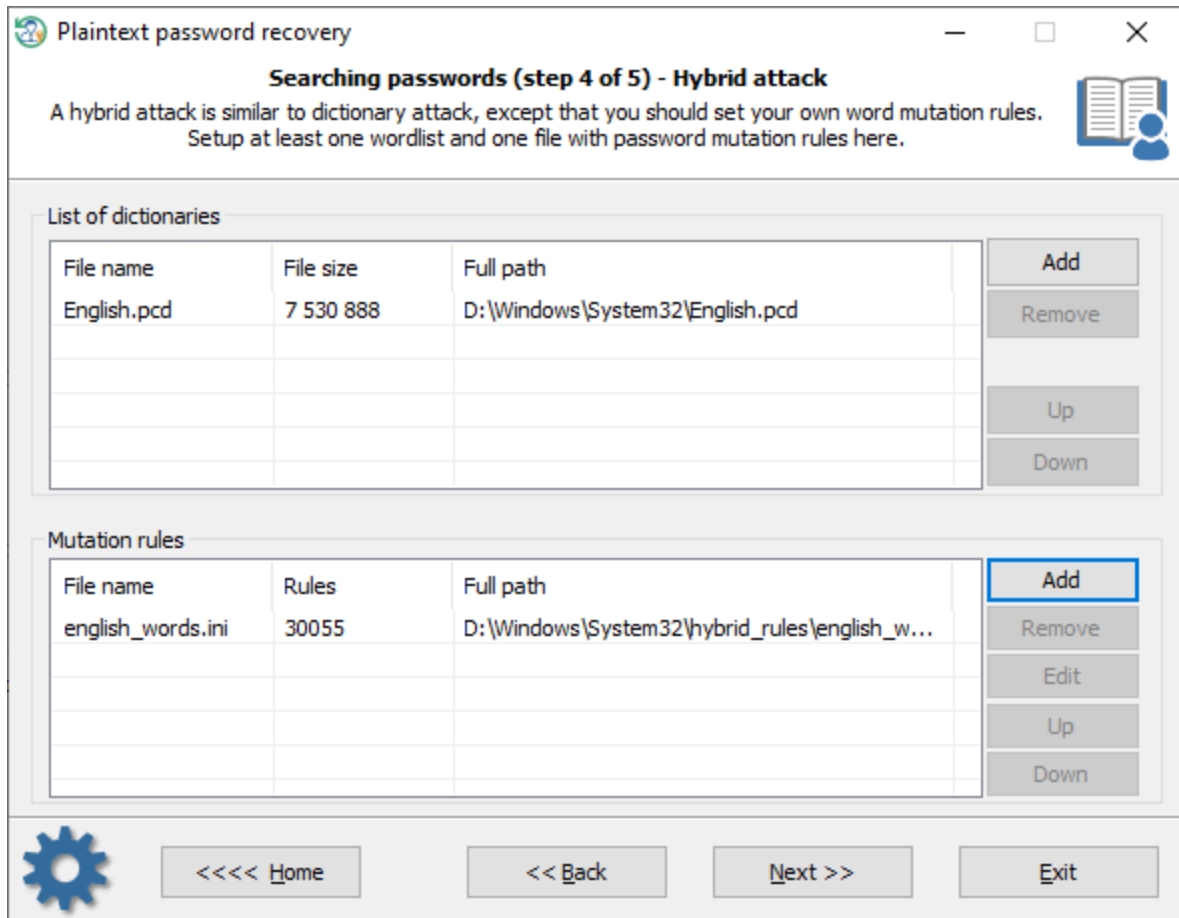 Plaintext password recovery
Searching passwords (step 4 of 5) - Hybrid attack
A hybrid attack is similar to dictionary attack, except that you should set your own word mutation rules.
Setup at least one wordlist and one file with password mutation rules here.
List of dictionaries
File name File size Full path
English.pcd 7 530 888 D:\Windows\System32\English.pcd
Add
Remove
Up
Down
Mutation rules
File name Rules Full path
english_words.ini 30055 D:\Windows\System32\hybrid_rules\english_w...
Add
Remove
Edit
Up
Down
<<<< Home << Back Next >> Exit